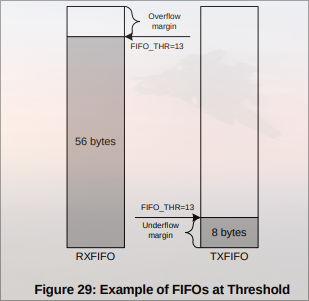 Overflow
margin
FIFO_THR=13
56 bytes
FIFO_THR=13
Underflow
margin
8 bytes
RXFIFO
TXFIFO
Figure 29: Example of FIFOs at Threshold